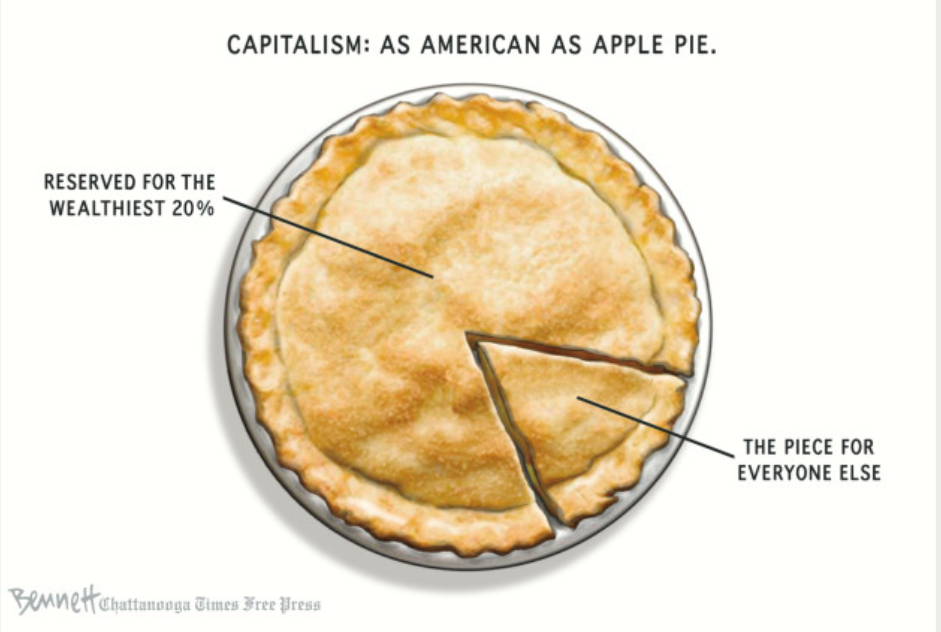 CAPITALISM: AS AMERICAN AS APPLE PIE.
RESERVED FOR THE
WEALTHIEST 20%
THE PIECE FOR
EVERYONE ELSE
Bennett Chattanooga Times Free Press